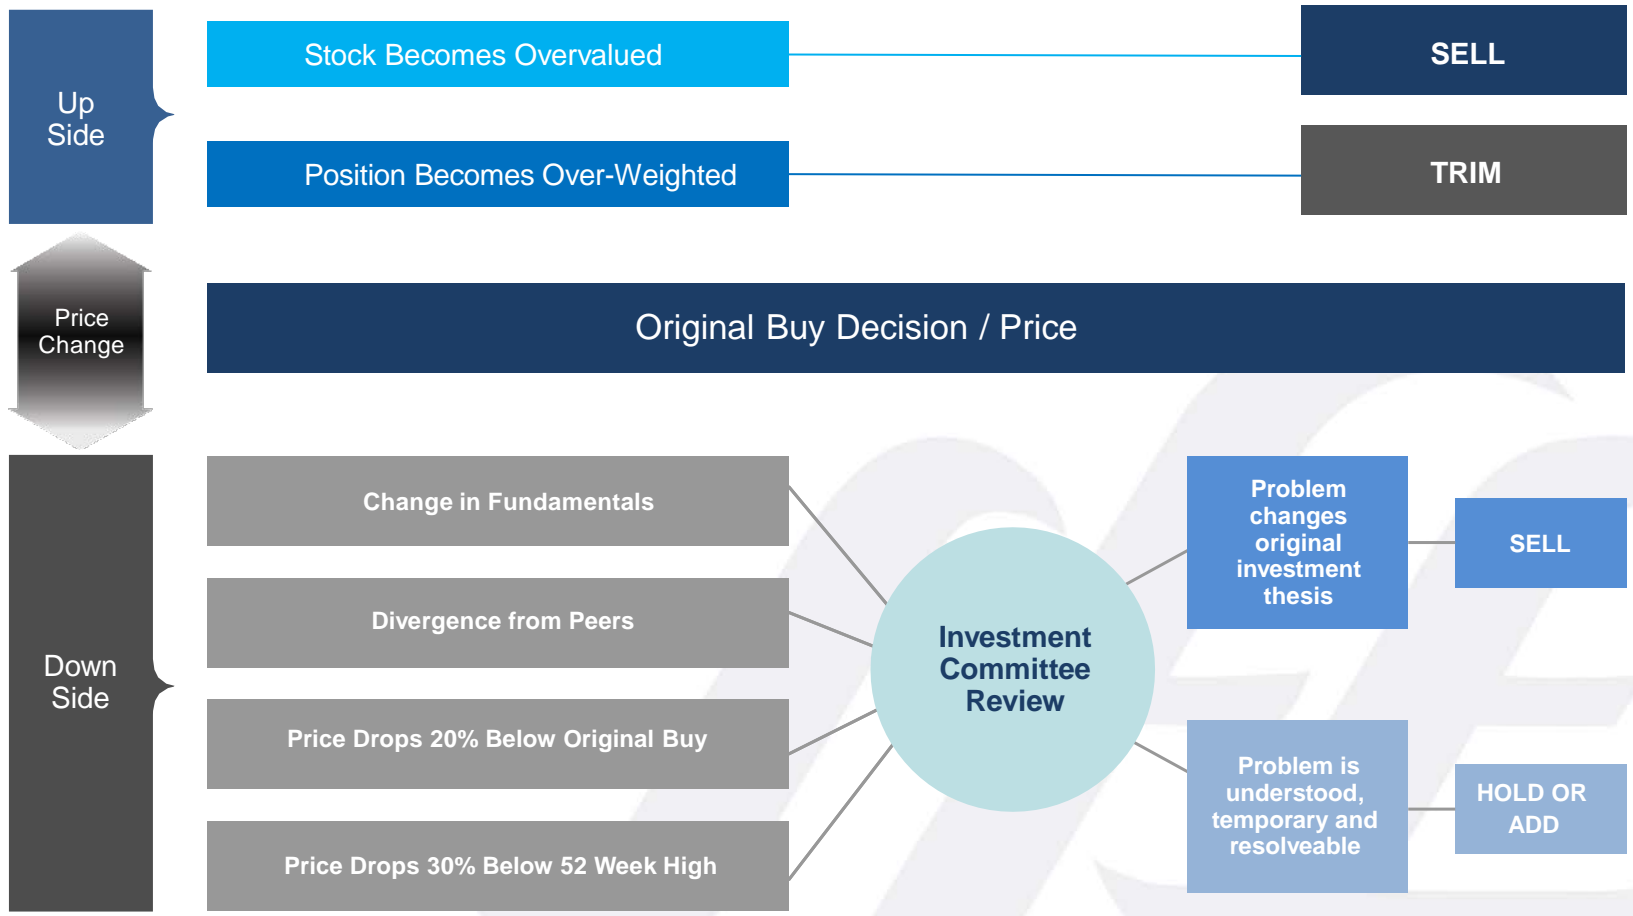 Up
Side
Stock Becomes Overvalued
SELL
Position Becomes Over-Weighted
TRIM
Price
Change
Original Buy Decision / Price
Down
Side
Change in Fundamentals
Divergence from Peers
Price Drops 20% Below Original Buy
Price Drops 30% Below 52 Week High
Investment
Committee
Review
Problem
changes
original
investment
thesis
SELL
Problem is
understood,
temporary and
resolveable
HOLD OR
ADD